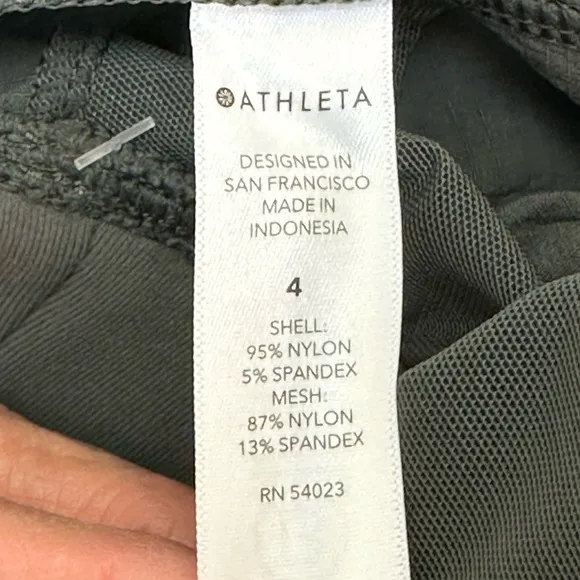 ATHLETA
DESIGNED IN
SAN FRANCISCO
MADE IN
INDONESIA
4
SHELL:
95% NYLON
5% SPANDEX
MESH:
87% NYLON
13% SPANDEX
RN 54023